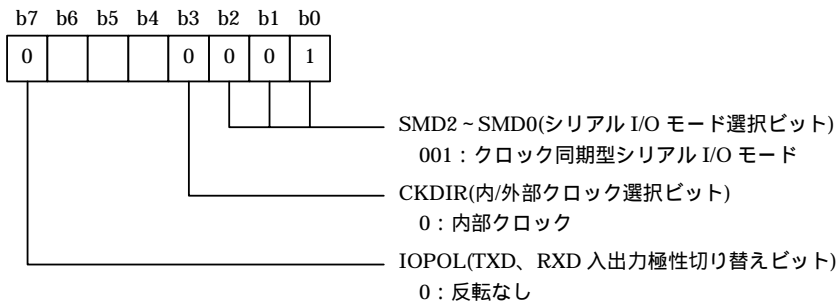 b7 b6 b5 b4 b3 b2 b1 b0
0 0 0 0 1
SMD2~SMD0(シリアル I/O モード選択ビット)
001：クロック同期型シリアル I/O モード
CKDIR(内/外部クロック選択ビット)
0：内部クロック
IOPOL(TXD、RXD 入出力極性切り替えビット)
0：反転なし